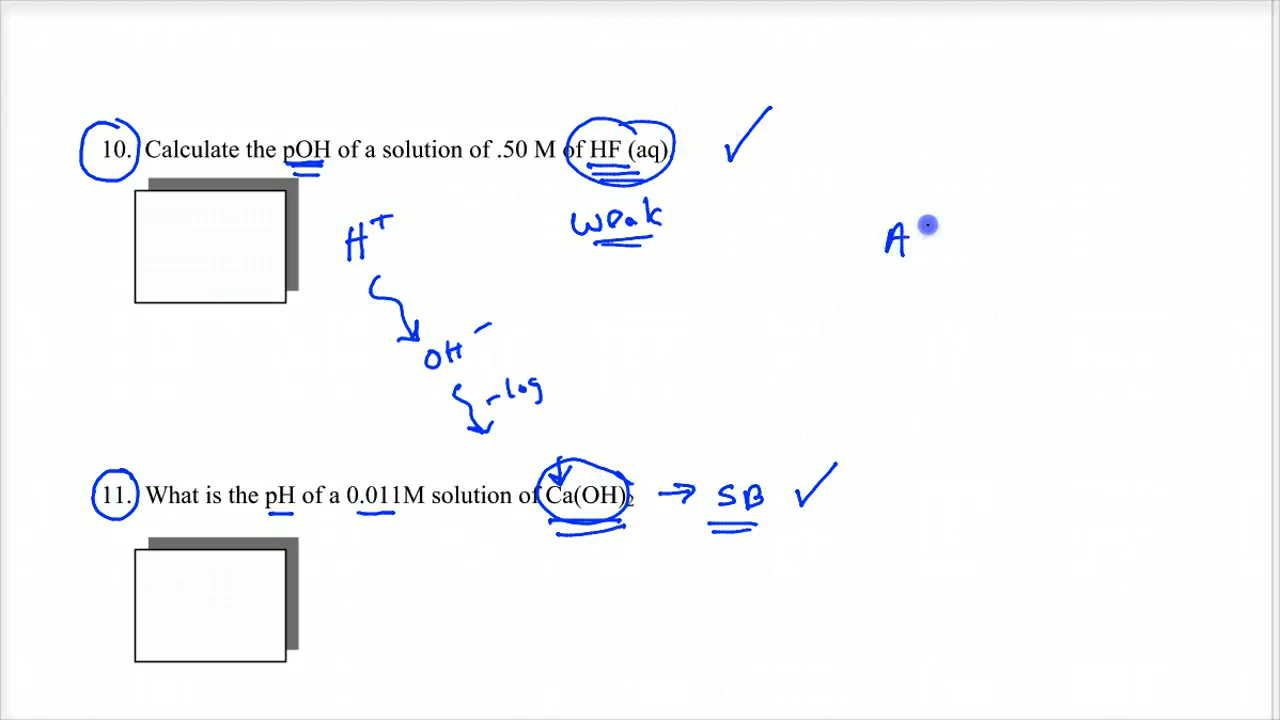 10. Calculate the pOH of a solution of .50 M of HF (aq)
weak
H+
A
OH-
-log
11. What is the pH of a 0.011M solution of Ca(OH)2 → SB